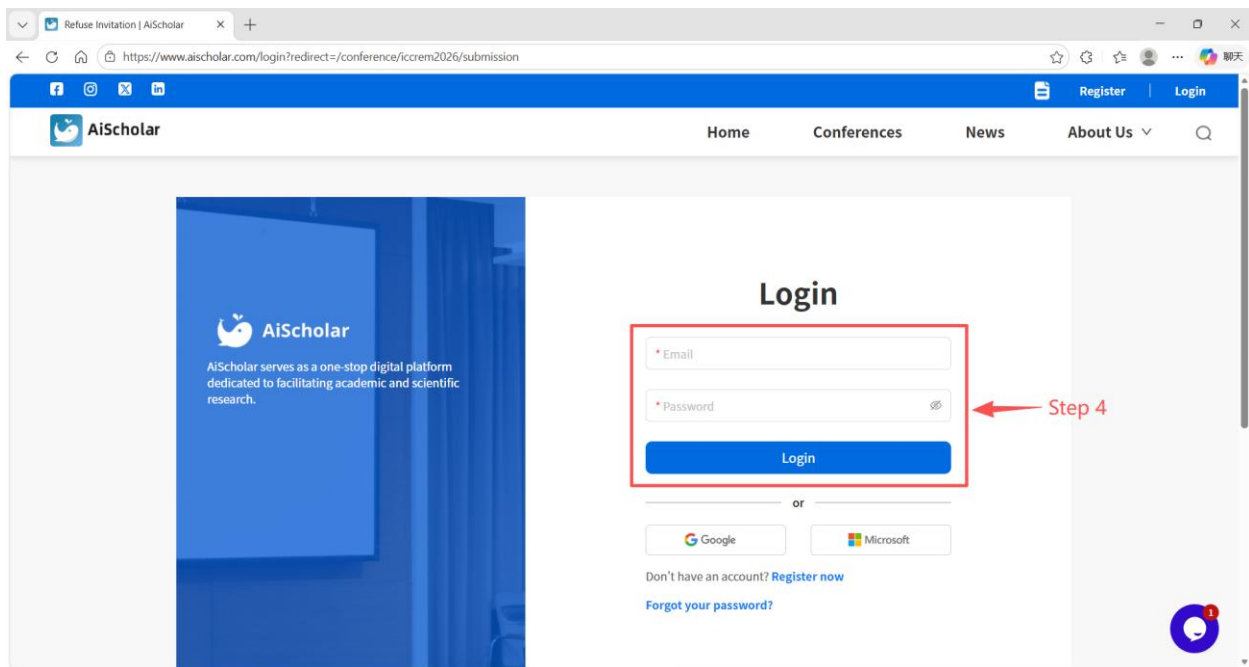 Refuse Invitation | AiScholar
https://www.aischolar.com/login?redirect=/conference/iccrem2026/submission
聊天
Register | Login
AiScholar
Home Conferences News About Us
AiScholar
AiScholar serves as a one-stop digital platform
dedicated to facilitating academic and scientific
research.
Login
* Email
* Password
Step 4
Login
or
Google Microsoft
Don't have an account? Register now
Forgot your password?
1